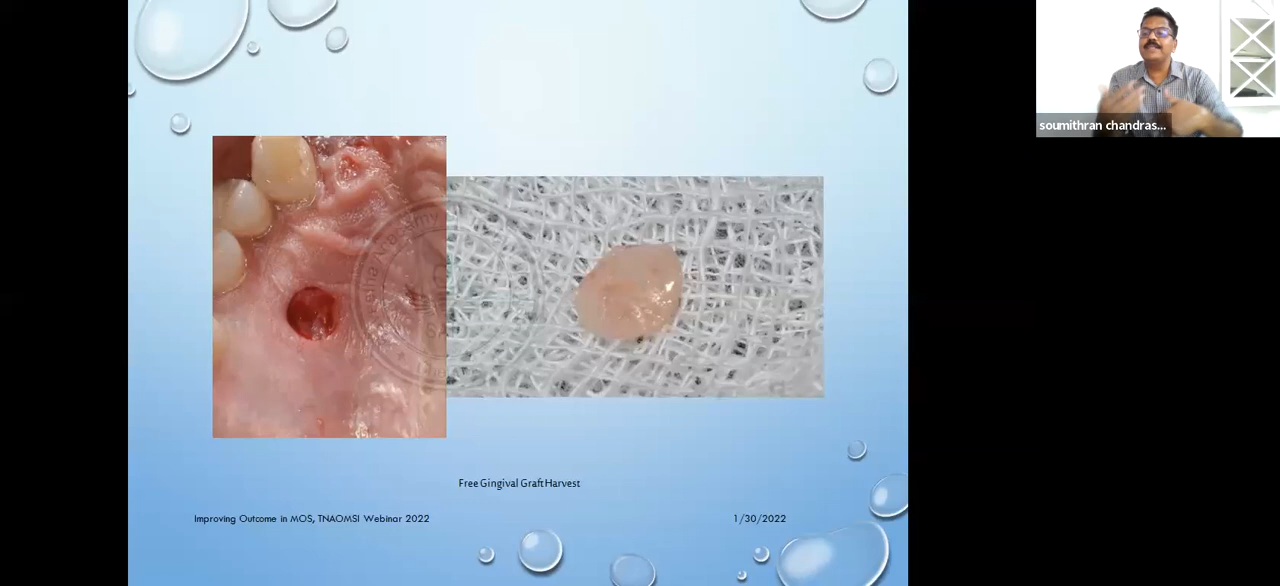 soumithran chandras...
Free Gingival Graft Harvest
Improving Outcome in MOS, TNAOMSI Webinar 2022
1/30/2022